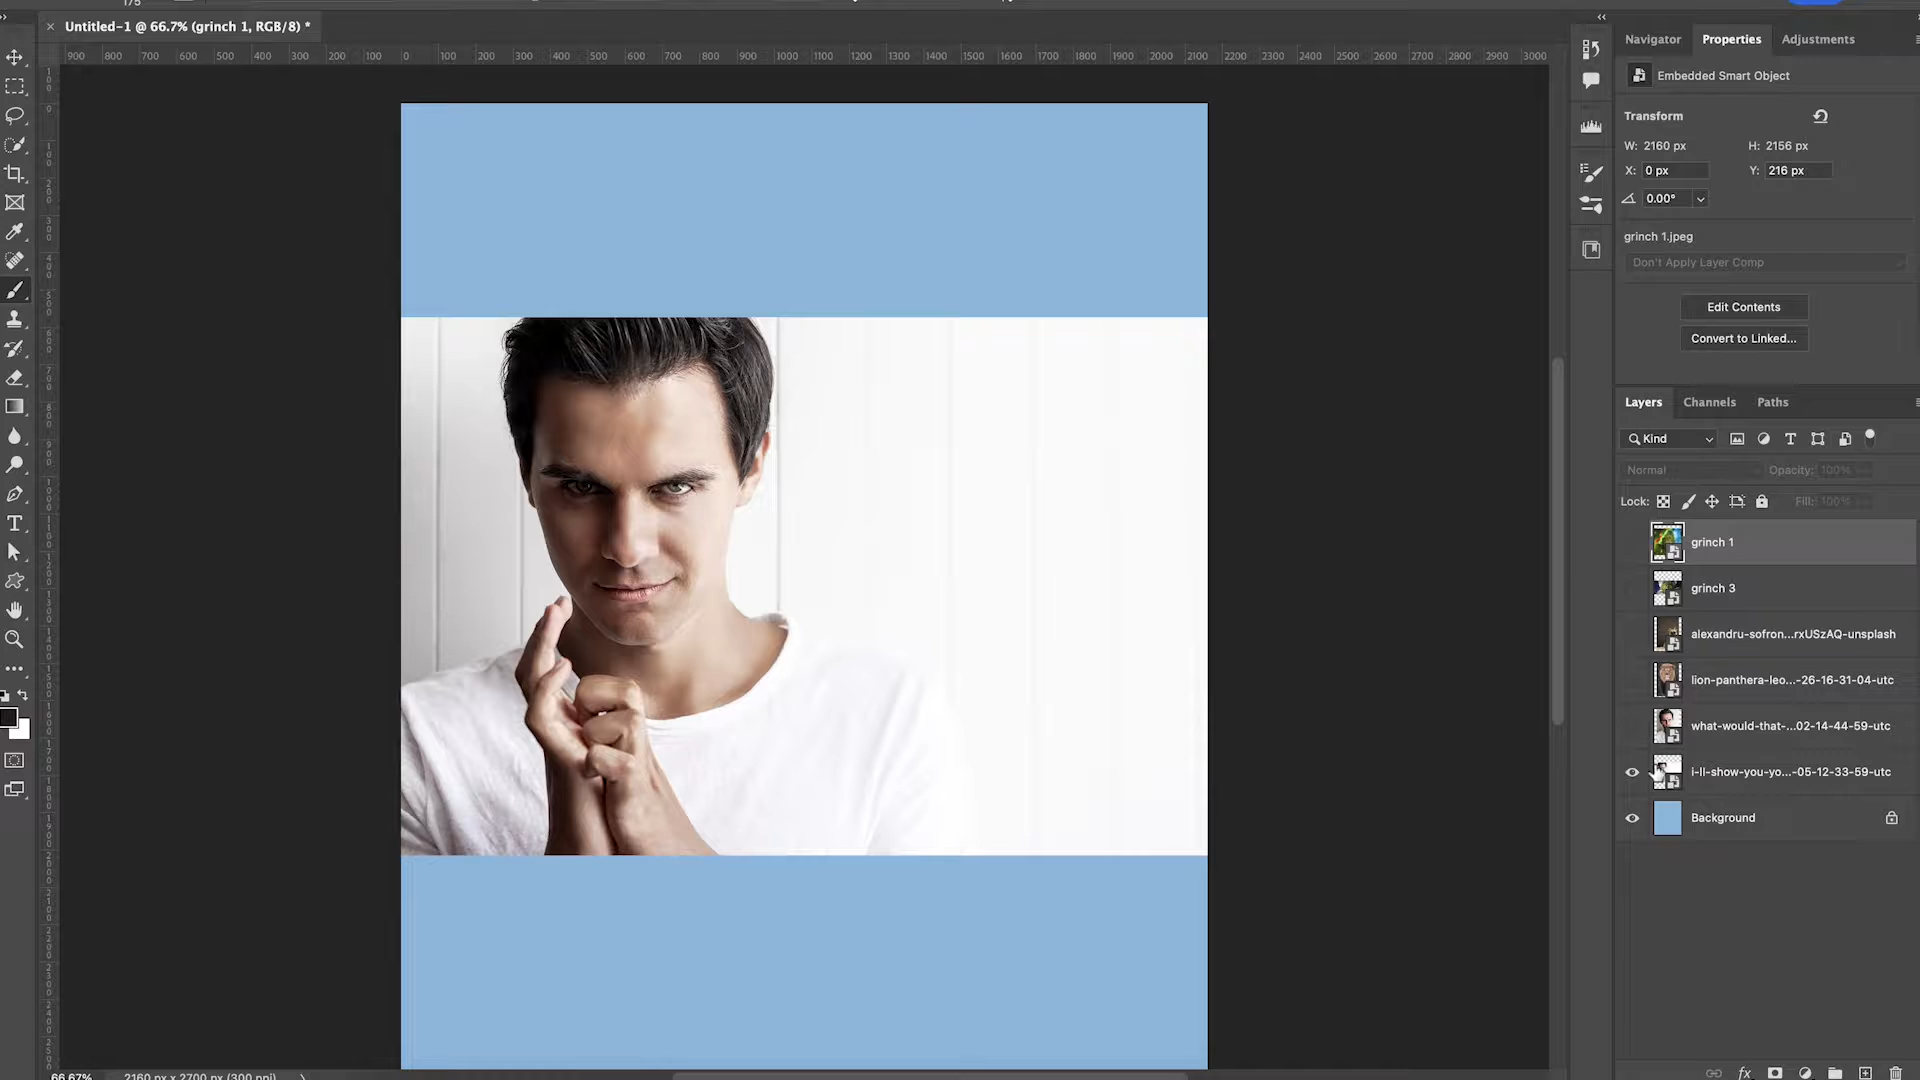 175
Untitled-1 @ 66.7% (grinch 1, RGB/8) *
900 800 700 600 500 400 300 200 100 0 100 200 300 400 500 600 700 800 900 1000 1100 1200 1300 1400 1500 1600 1700 1800 1900 2000 2100 2200 2300 2400 2500 2600 2700 2800 2900 3000
Navigator Properties Adjustments
Embedded Smart Object
Transform
W: 2160 px H: 2156 px
X: 0 px Y: 216 px
0.00°
grinch 1.jpeg
Don't Apply Layer Comp
Edit Contents
Convert to Linked...
Layers Channels Paths
Kind
Normal Opacity: 100%
Lock: Fill: 100%
grinch 1
grinch 3
alexandru-sofron...rxUSzAQ-unsplash
lion-panthera-leo...-26-16-31-04-utc
what-would-that-...02-14-44-59-utc
i-ll-show-you-yo...-05-12-33-59-utc
Background
fx
66.67% 2160 px x 2700 px (300 ppi)